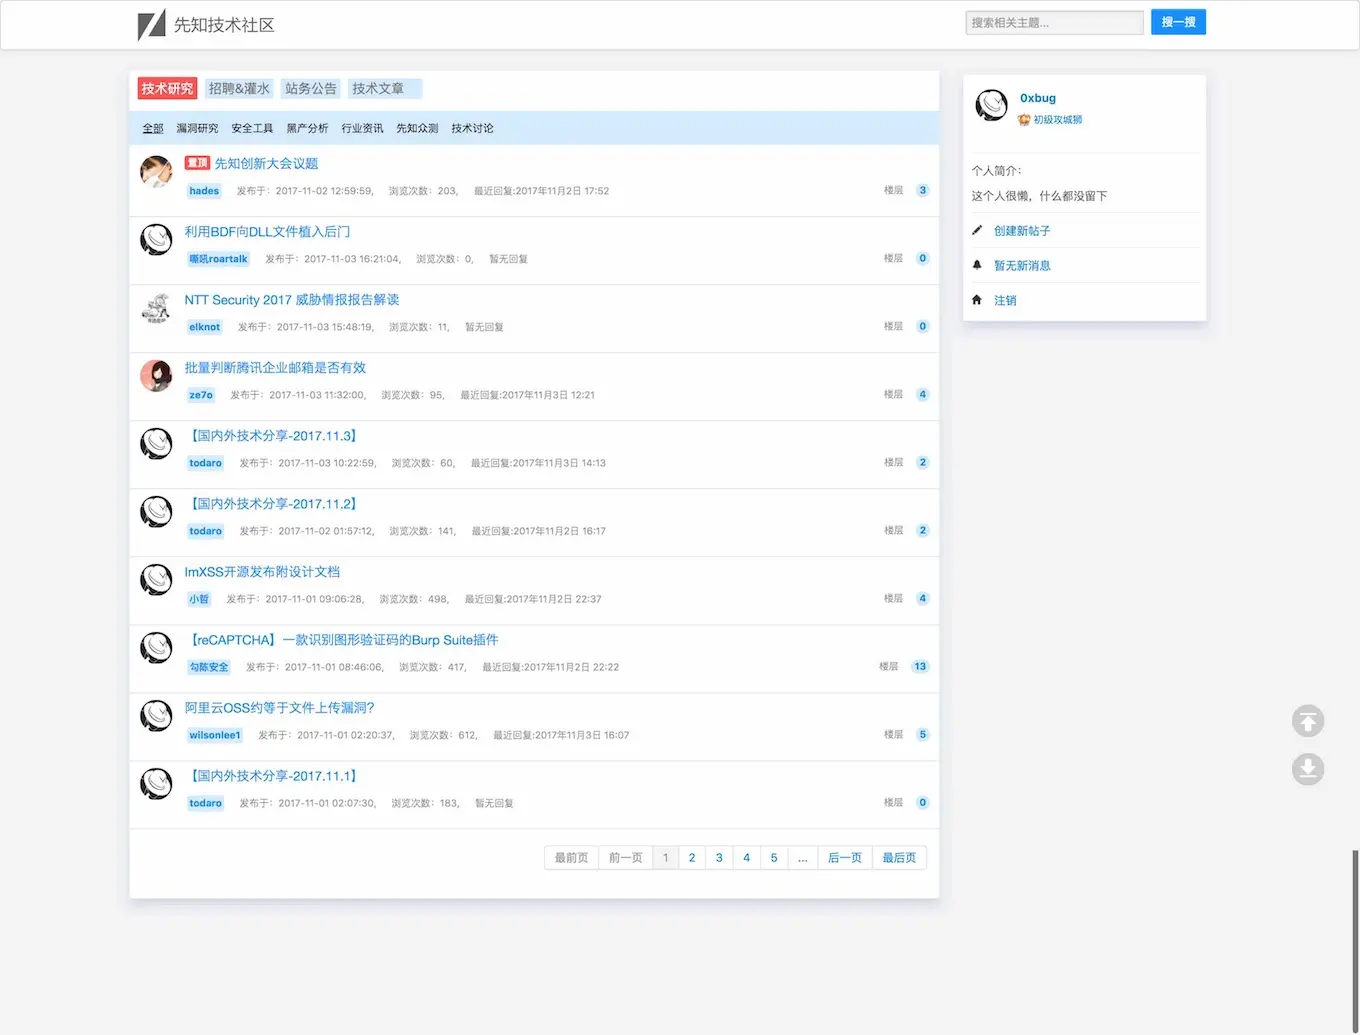 先知技术社区
搜索相关主题...
搜一搜
技术研究 招聘&灌水 站务公告 技术文章
全部 漏洞研究 安全工具 黑产分析 行业资讯 先知众测 技术讨论
置顶 先知创新大会议题
hades 发布于：2017-11-02 12:59:59， 浏览次数：203， 最近回复:2017年11月2日 17:52 楼层 3
利用BDF向DLL文件植入后门
嘶吼roartalk 发布于：2017-11-03 16:21:04， 浏览次数：0， 暂无回复 楼层 0
NTT Security 2017 威胁情报报告解读
elknot 发布于：2017-11-03 15:48:19， 浏览次数：11， 暂无回复 楼层 0
批量判断腾讯企业邮箱是否有效
ze7o 发布于：2017-11-03 11:32:00， 浏览次数：95， 最近回复:2017年11月3日 12:21 楼层 4
【国内外技术分享-2017.11.3】
todaro 发布于：2017-11-03 10:22:59， 浏览次数：60， 最近回复:2017年11月3日 14:13 楼层 2
【国内外技术分享-2017.11.2】
todaro 发布于：2017-11-02 01:57:12， 浏览次数：141， 最近回复:2017年11月2日 16:17 楼层 2
ImXSS开源发布附设计文档
小哲 发布于：2017-11-01 09:06:28， 浏览次数：498， 最近回复:2017年11月2日 22:37 楼层 4
【reCAPTCHA】一款识别图形验证码的Burp Suite插件
勾陈安全 发布于：2017-11-01 08:46:06， 浏览次数：417， 最近回复:2017年11月2日 22:22 楼层 13
阿里云OSS约等于文件上传漏洞？
wilsonlee1 发布于：2017-11-01 02:20:37， 浏览次数：612， 最近回复:2017年11月3日 16:07 楼层 5
【国内外技术分享-2017.11.1】
todaro 发布于：2017-11-01 02:07:30， 浏览次数：183， 暂无回复 楼层 0
最前页 前一页 1 2 3 4 5 ... 后一页 最后页
0xbug
初级攻城狮
个人简介：
这个人很懒，什么都没留下
创建新帖子
暂无新消息
注销